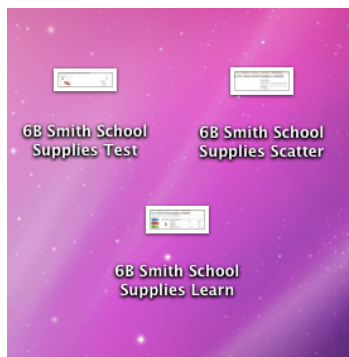 6B Smith School
Supplies Test
6B Smith School
Supplies Scatter
6B Smith School
Supplies Learn